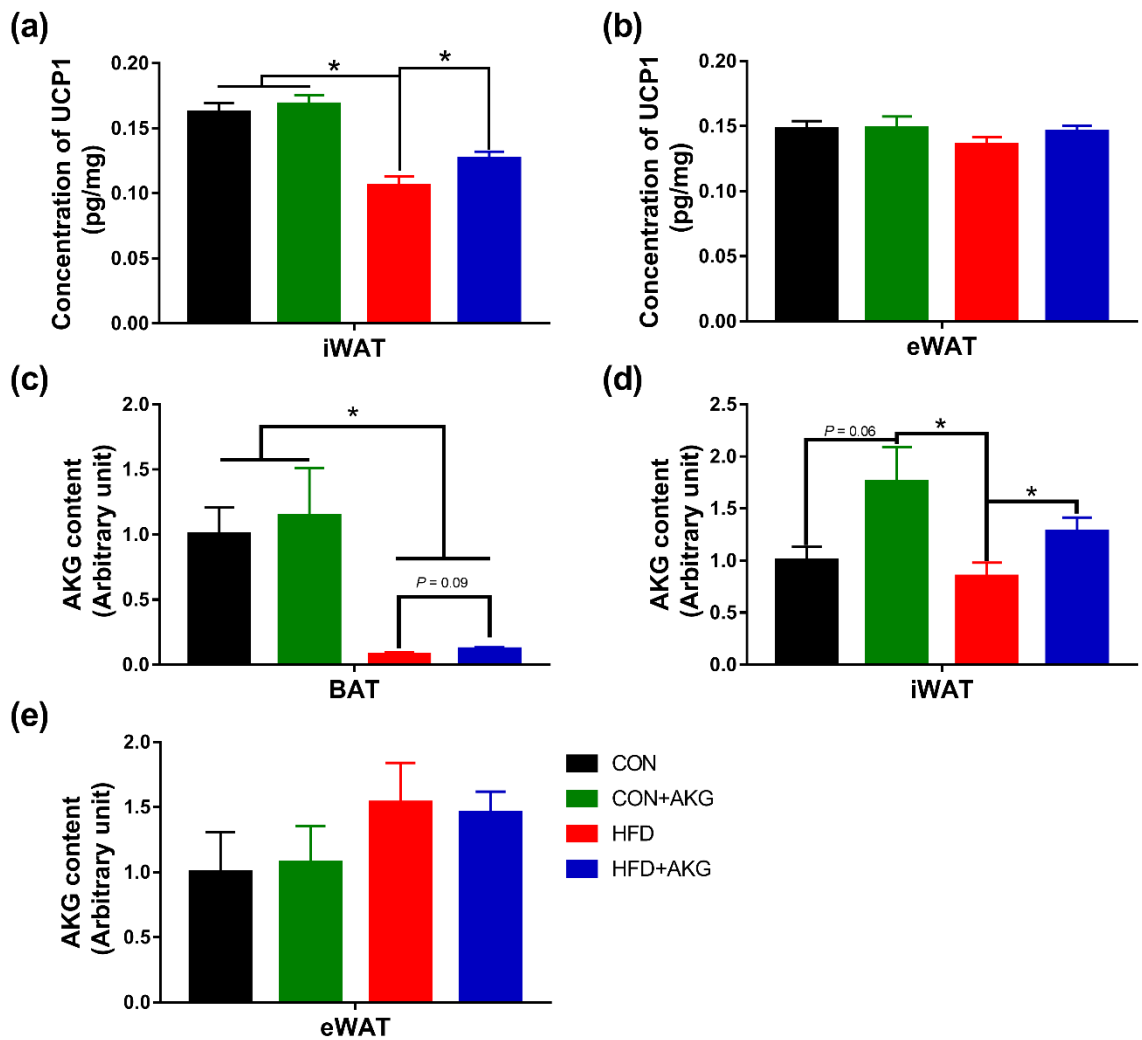 (a)
Concentration of UCP1
(pg/mg)
0.20
0.15
0.10
0.05
0.00
*
*
iWAT
(b)
Concentration of UCP1
(pg/mg)
0.20
0.15
0.10
0.05
0.00
eWAT
(c)
AKG content
(Arbitrary unit)
2.0
1.5
1.0
0.5
0.0
*
P = 0.09
BAT
(d)
AKG content
(Arbitrary unit)
2.5
2.0
1.5
1.0
0.5
0.0
P = 0.06
*
*
iWAT
(e)
AKG content
(Arbitrary unit)
2.0
1.5
1.0
0.5
0.0
eWAT
CON
CON+AKG
HFD
HFD+AKG